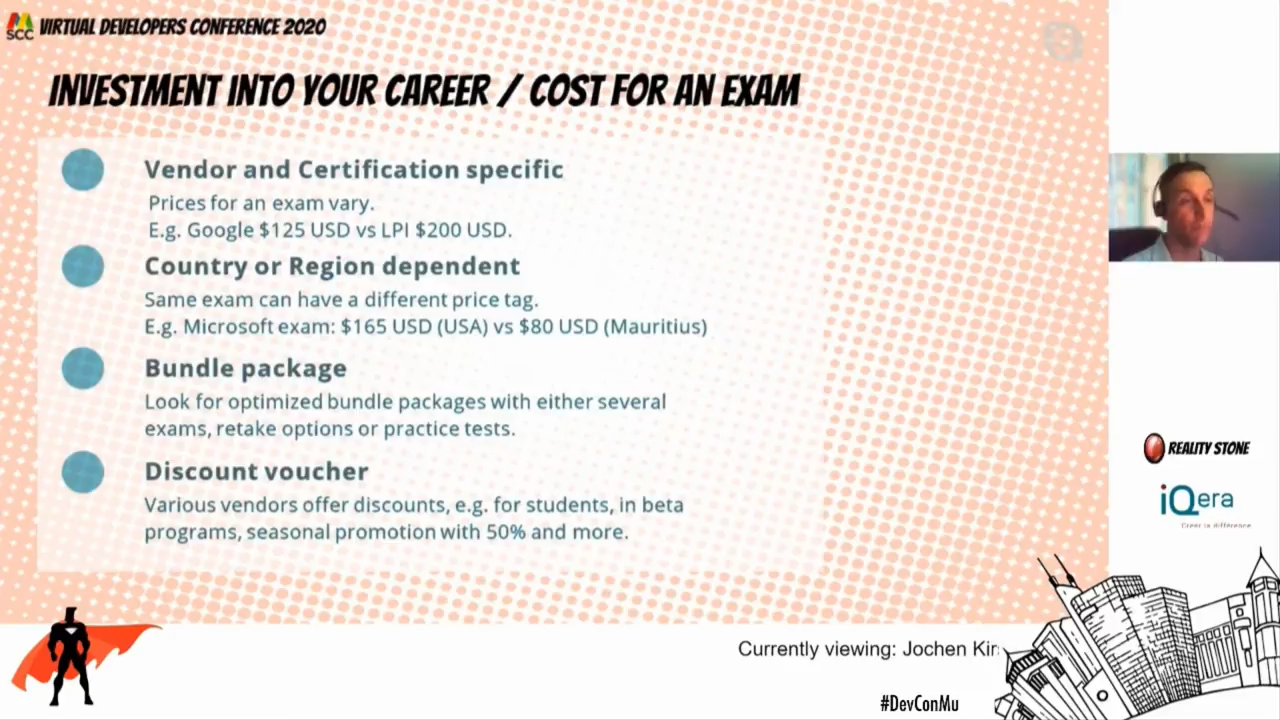 SCC VIRTUAL DEVELOPERS CONFERENCE 2020
INVESTMENT INTO YOUR CAREER / COST FOR AN EXAM
Vendor and Certification specific
Prices for an exam vary.
E.g. Google $125 USD vs LPI $200 USD.
Country or Region dependent
Same exam can have a different price tag.
E.g. Microsoft exam: $165 USD (USA) vs $80 USD (Mauritius)
Bundle package
Look for optimized bundle packages with either several
exams, retake options or practice tests.
Discount voucher
Various vendors offer discounts, e.g. for students, in beta
programs, seasonal promotion with 50% and more.
REALITY STONE
iQera
Créer la différence
Currently viewing: Jochen Kir
#DevConMu